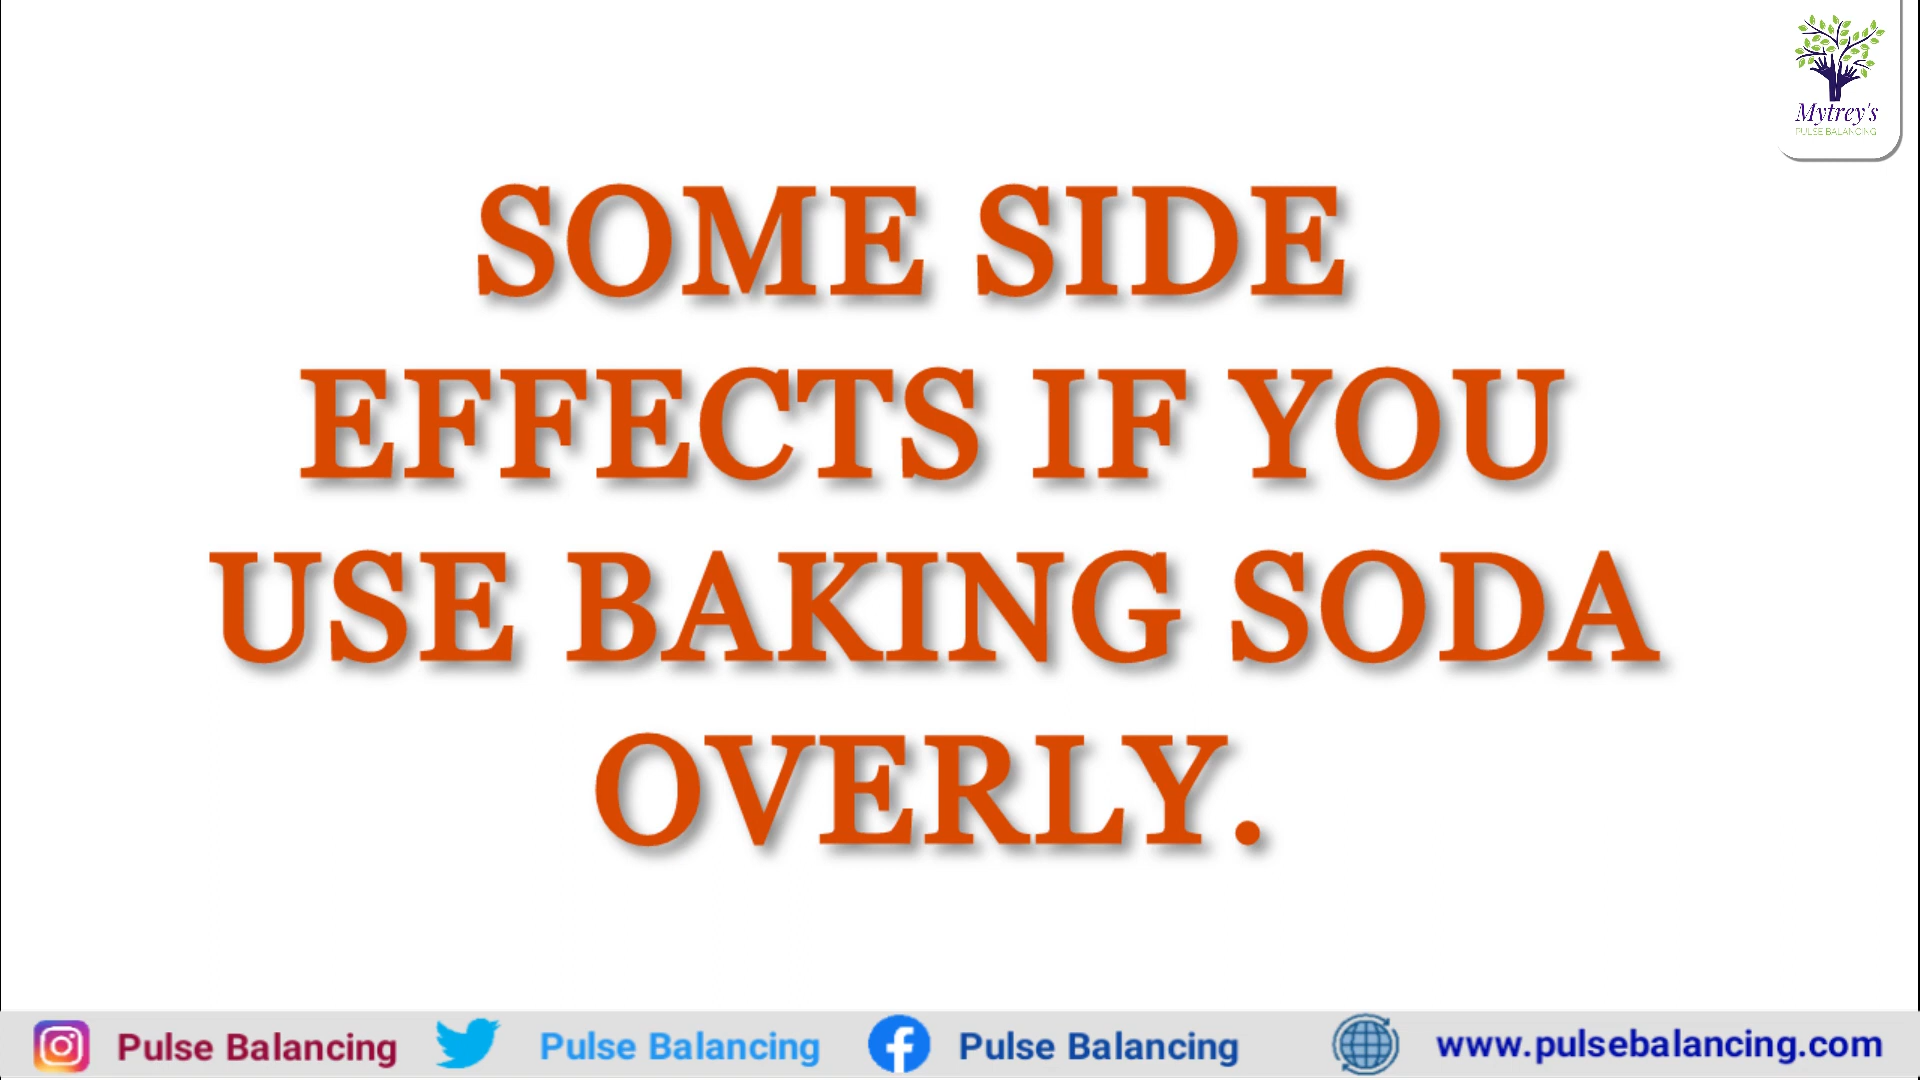 Mytrey's
PULSE BALANCING
SOME SIDE
EFFECTS IF YOU
USE BAKING SODA
OVERLY.
Pulse Balancing
Pulse Balancing
Pulse Balancing
www.pulsebalancing.com